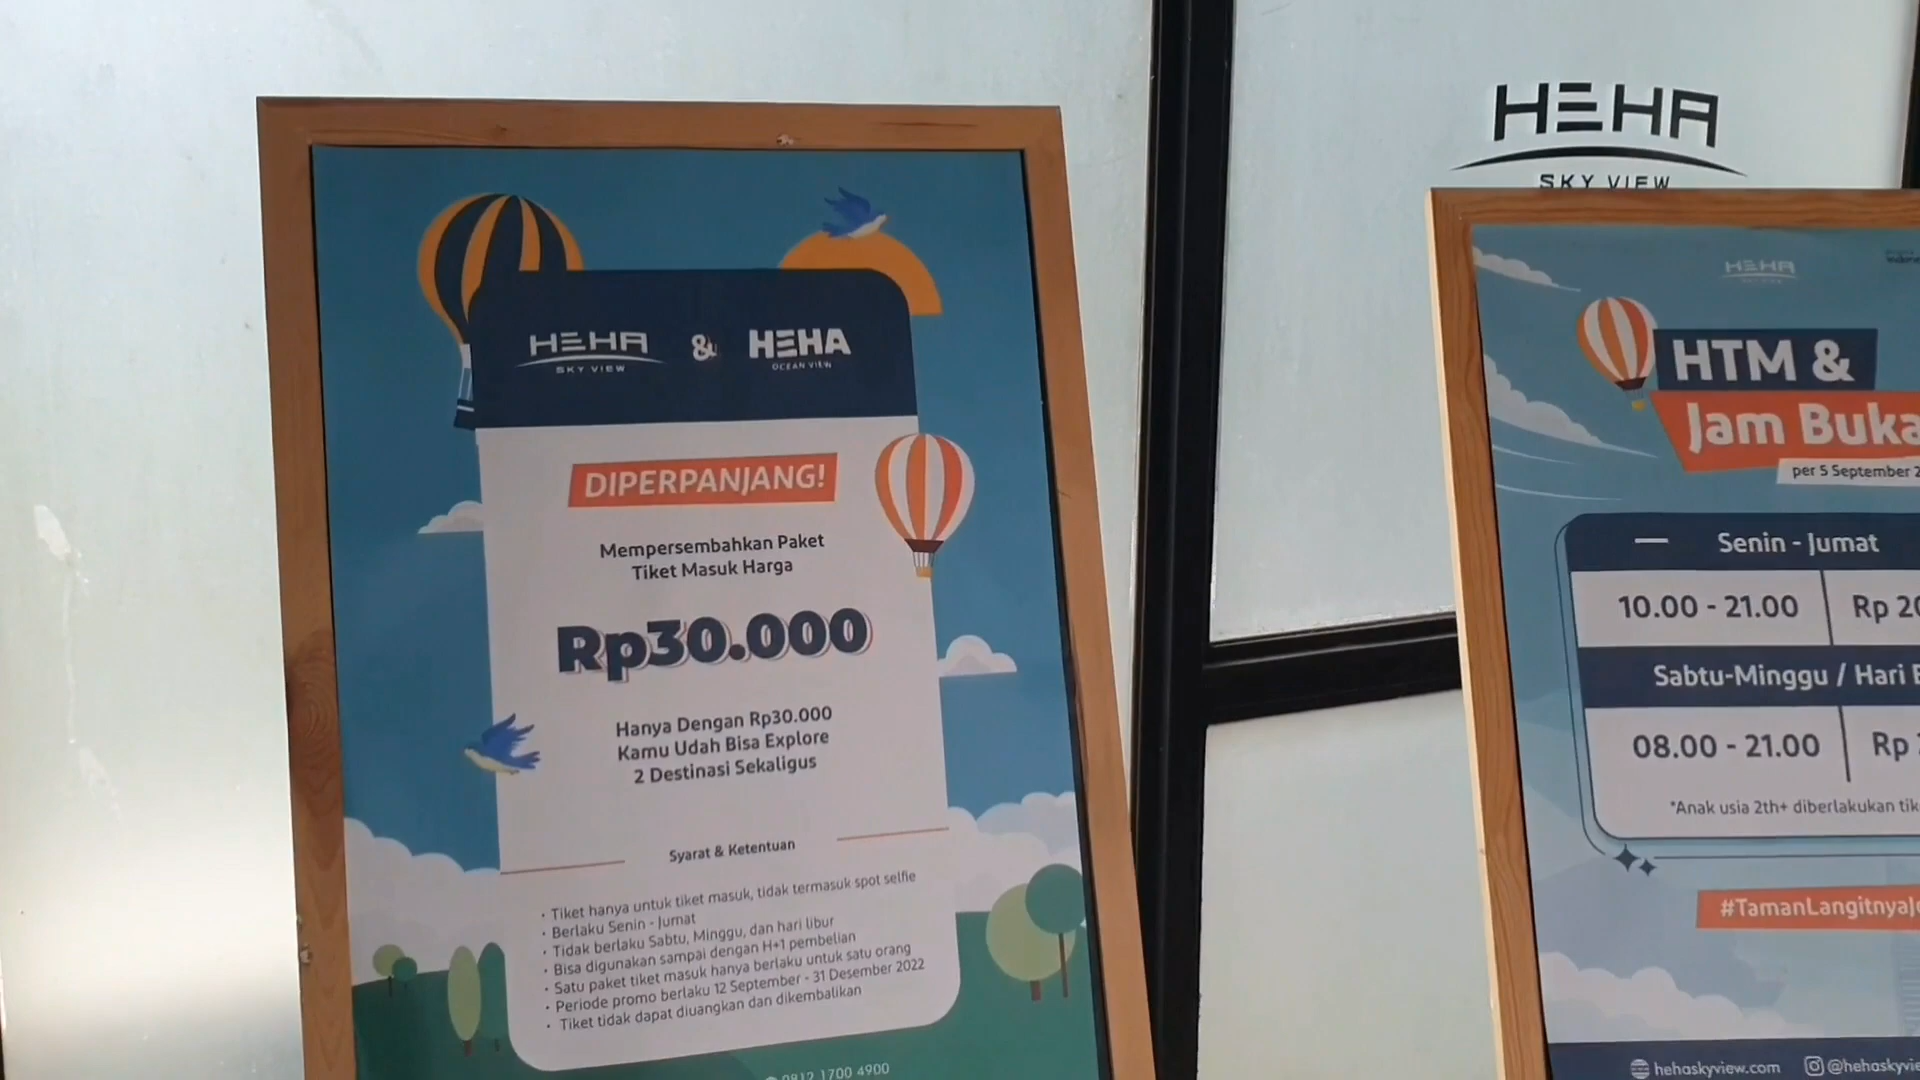 HEHA
SKY VIEW
HEHA
SKY VIEW
&
HEHA
OCEAN VIEW
DIPERPANJANG!
Mempersembahkan Paket
Tiket Masuk Harga
Rp30.000
Hanya Dengan Rp30.000
Kamu Udah Bisa Explore
2 Destinasi Sekaligus
Syarat & Ketentuan
• Tiket hanya untuk tiket masuk, tidak termasuk spot selfie
• Berlaku Senin - Jumat
• Tidak berlaku Sabtu, Minggu, dan hari libur
• Bisa digunakan sampai dengan H+1 pembelian
• Satu paket tiket masuk hanya berlaku untuk satu orang
• Periode promo berlaku 12 September - 31 Desember 2022
• Tiket tidak dapat diuangkan dan dikembalikan
0812 1700 4900
HEHA
HTM &
Jam Buka
per 5 September
Senin - Jumat
10.00 - 21.00
Rp
Sabtu-Minggu / Hari
08.00 - 21.00
Rp
*Anak usia 2th+ diberlakukan
hehaskyview.com